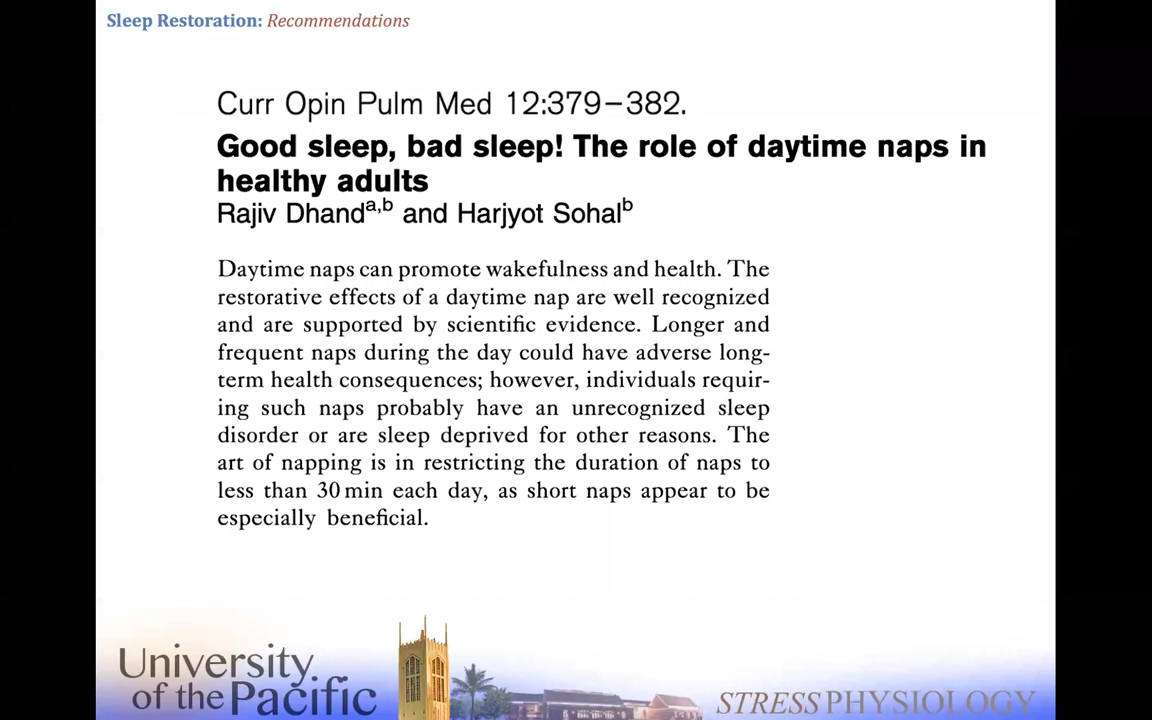 Sleep Restoration: Recommendations
Curr Opin Pulm Med 12:379–382.
Good sleep, bad sleep! The role of daytime naps in
healthy adults
Rajiv Dhand^a,b and Harjyot Sohal^b
Daytime naps can promote wakefulness and health. The
restorative effects of a daytime nap are well recognized
and are supported by scientific evidence. Longer and
frequent naps during the day could have adverse long-
term health consequences; however, individuals requir-
ing such naps probably have an unrecognized sleep
disorder or are sleep deprived for other reasons. The
art of napping is in restricting the duration of naps to
less than 30 min each day, as short naps appear to be
especially beneficial.
University
of the Pacific
STRESS PHYSIOLOGY